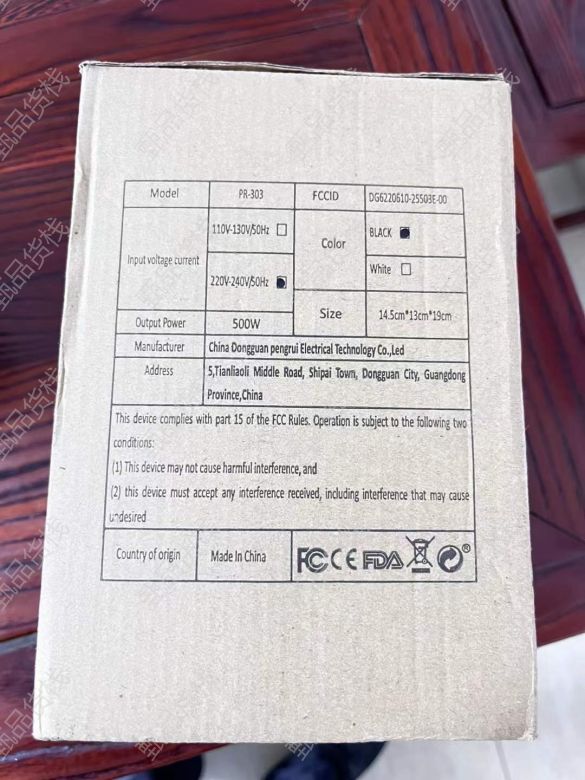 Model PR-303 FCCID DG6220610-25503E-00
Input voltage current 110V-130V/50Hz Color BLACK
220V-240V/50Hz White
Output Power 500W Size 14.5cm*13cm*19cm
Manufacturer China Dongguan pengrui Electrical Technology Co.,Led
Address 5,Tianliaoli Middle Road, Shipai Town, Dongguan City, Guangdong
Province,China
This device complies with part 15 of the FCC Rules. Operation is subject to the following two
conditions:
(1) This device may not cause harmful interference, and
(2) this device must accept any interference received, including interference that may cause
undesired
Country of origin Made In China FC CE FDA ®
甄品货栈